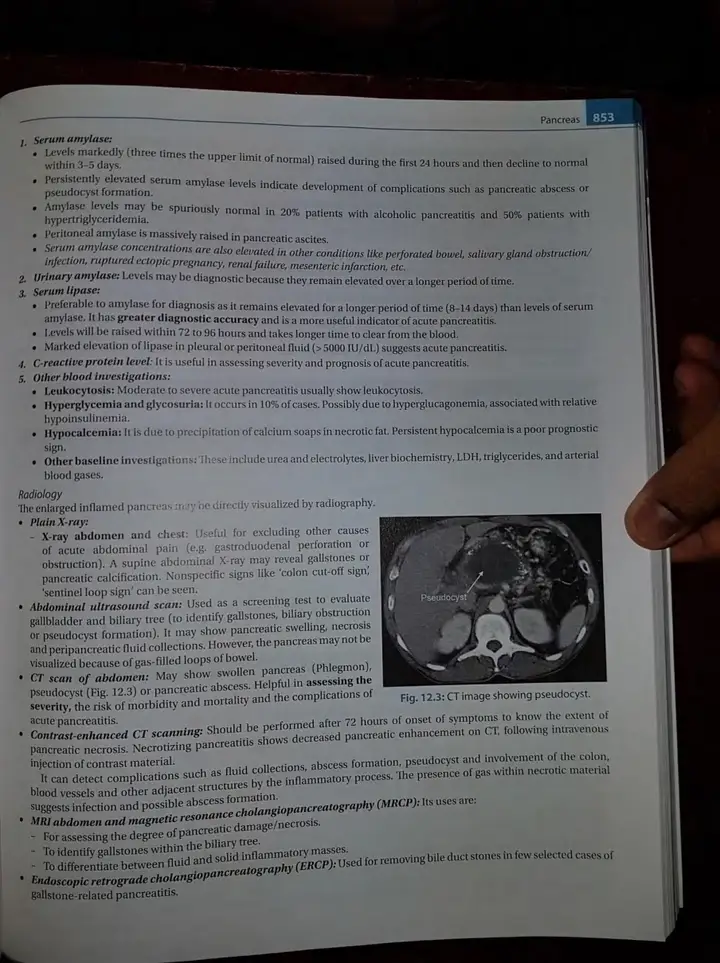 Pancreas 853
1. Serum amylase:
• Levels markedly (three times the upper limit of normal) raised during the first 24 hours and then decline to normal
within 3–5 days.
• Persistently elevated serum amylase levels indicate development of complications such as pancreatic abscess or
pseudocyst formation.
• Amylase levels may be spuriously normal in 20% patients with alcoholic pancreatitis and 50% patients with
hypertriglyceridemia.
• Peritoneal amylase is massively raised in pancreatic ascites.
• Serum amylase concentrations are also elevated in other conditions like perforated bowel, salivary gland obstruction/
infection, ruptured ectopic pregnancy, renal failure, mesenteric infarction, etc.
2. Urinary amylase: Levels may be diagnostic because they remain elevated over a longer period of time.
3. Serum lipase:
• Preferable to amylase for diagnosis as it remains elevated for a longer period of time (8–14 days) than levels of serum
amylase. It has greater diagnostic accuracy and is a more useful indicator of acute pancreatitis.
• Levels will be raised within 72 to 96 hours and takes longer time to clear from the blood.
• Marked elevation of lipase in pleural or peritoneal fluid (> 5000 IU/dL) suggests acute pancreatitis.
4. C-reactive protein level: It is useful in assessing severity and prognosis of acute pancreatitis.
5. Other blood investigations:
• Leukocytosis: Moderate to severe acute pancreatitis usually show leukocytosis.
• Hyperglycemia and glycosuria: It occurs in 10% of cases. Possibly due to hyperglucagonemia, associated with relative
hypoinsulinemia.
• Hypocalcemia: It is due to precipitation of calcium soaps in necrotic fat. Persistent hypocalcemia is a poor prognostic
sign.
• Other baseline investigations: These include urea and electrolytes, liver biochemistry, LDH, triglycerides, and arterial
blood gases.
Radiology
The enlarged inflamed pancreas may be directly visualized by radiography.
• Plain X-ray:
– X-ray abdomen and chest: Useful for excluding other causes
of acute abdominal pain (e.g. gastroduodenal perforation or
obstruction). A supine abdominal X-ray may reveal gallstones or
pancreatic calcification. Nonspecific signs like 'colon cut-off sign',
'sentinel loop sign' can be seen.
• Abdominal ultrasound scan: Used as a screening test to evaluate
gallbladder and biliary tree (to identify gallstones, biliary obstruction
or pseudocyst formation). It may show pancreatic swelling, necrosis
and peripancreatic fluid collections. However, the pancreas may not be
visualized because of gas-filled loops of bowel.
• CT scan of abdomen: May show swollen pancreas (Phlegmon),
pseudocyst (Fig. 12.3) or pancreatic abscess. Helpful in assessing the
severity, the risk of morbidity and mortality and the complications of
acute pancreatitis.
Pseudocyst
Fig. 12.3: CT image showing pseudocyst.
• Contrast-enhanced CT scanning: Should be performed after 72 hours of onset of symptoms to know the extent of
pancreatic necrosis. Necrotizing pancreatitis shows decreased pancreatic enhancement on CT, following intravenous
injection of contrast material.
It can detect complications such as fluid collections, abscess formation, pseudocyst and involvement of the colon,
blood vessels and other adjacent structures by the inflammatory process. The presence of gas within necrotic material
suggests infection and possible abscess formation.
• MRI abdomen and magnetic resonance cholangiopancreatography (MRCP): Its uses are:
– For assessing the degree of pancreatic damage/necrosis.
– To identify gallstones within the biliary tree.
– To differentiate between fluid and solid inflammatory masses.
• Endoscopic retrograde cholangiopancreatography (ERCP): Used for removing bile duct stones in few selected cases of
gallstone-related pancreatitis.